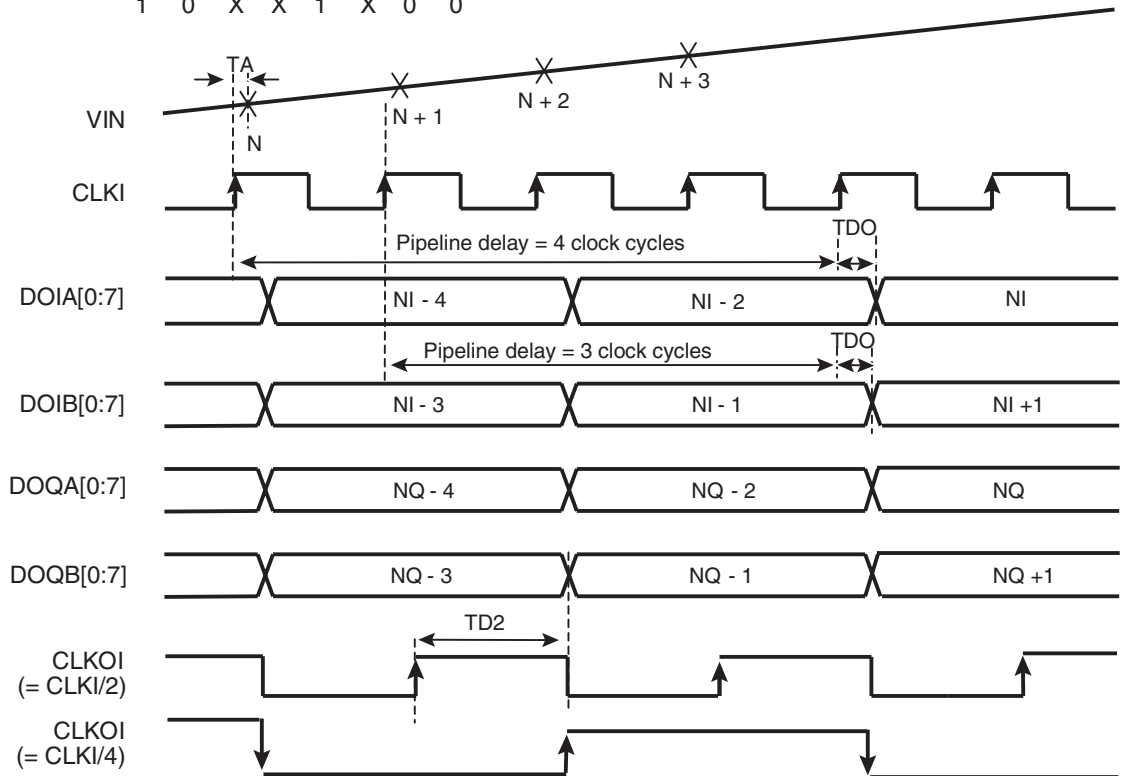 1 0 X X 1 X 0 0
TA
VIN
N
N + 1
N + 2
N + 3
CLKI
TDO
Pipeline delay = 4 clock cycles
DOIA[0:7]
NI - 4
NI - 2
NI
TDO
Pipeline delay = 3 clock cycles
DOIB[0:7]
NI - 3
NI - 1
NI +1
DOQA[0:7]
NQ - 4
NQ - 2
NQ
DOQB[0:7]
NQ - 3
NQ - 1
NQ +1
TD2
CLKOI
(= CLKI/2)
CLKOI
(= CLKI/4)